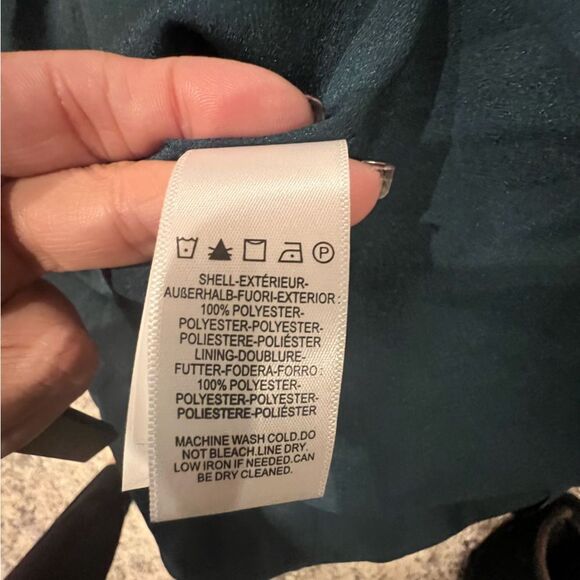 P
SHELL-EXTÉRIEUR-
AUßERHALB-FUORI-EXTERIOR :
100% POLYESTER-
POLYESTER-POLYESTER-
POLIESTERE-POLIÉSTER
LINING-DOUBLURE-
FUTTER-FODERA-FORRO :
100% POLYESTER-
POLYESTER-POLYESTER-
POLIESTERE-POLIÉSTER
MACHINE WASH COLD.DO
NOT BLEACH.LINE DRY.
LOW IRON IF NEEDED.CAN
BE DRY CLEANED.